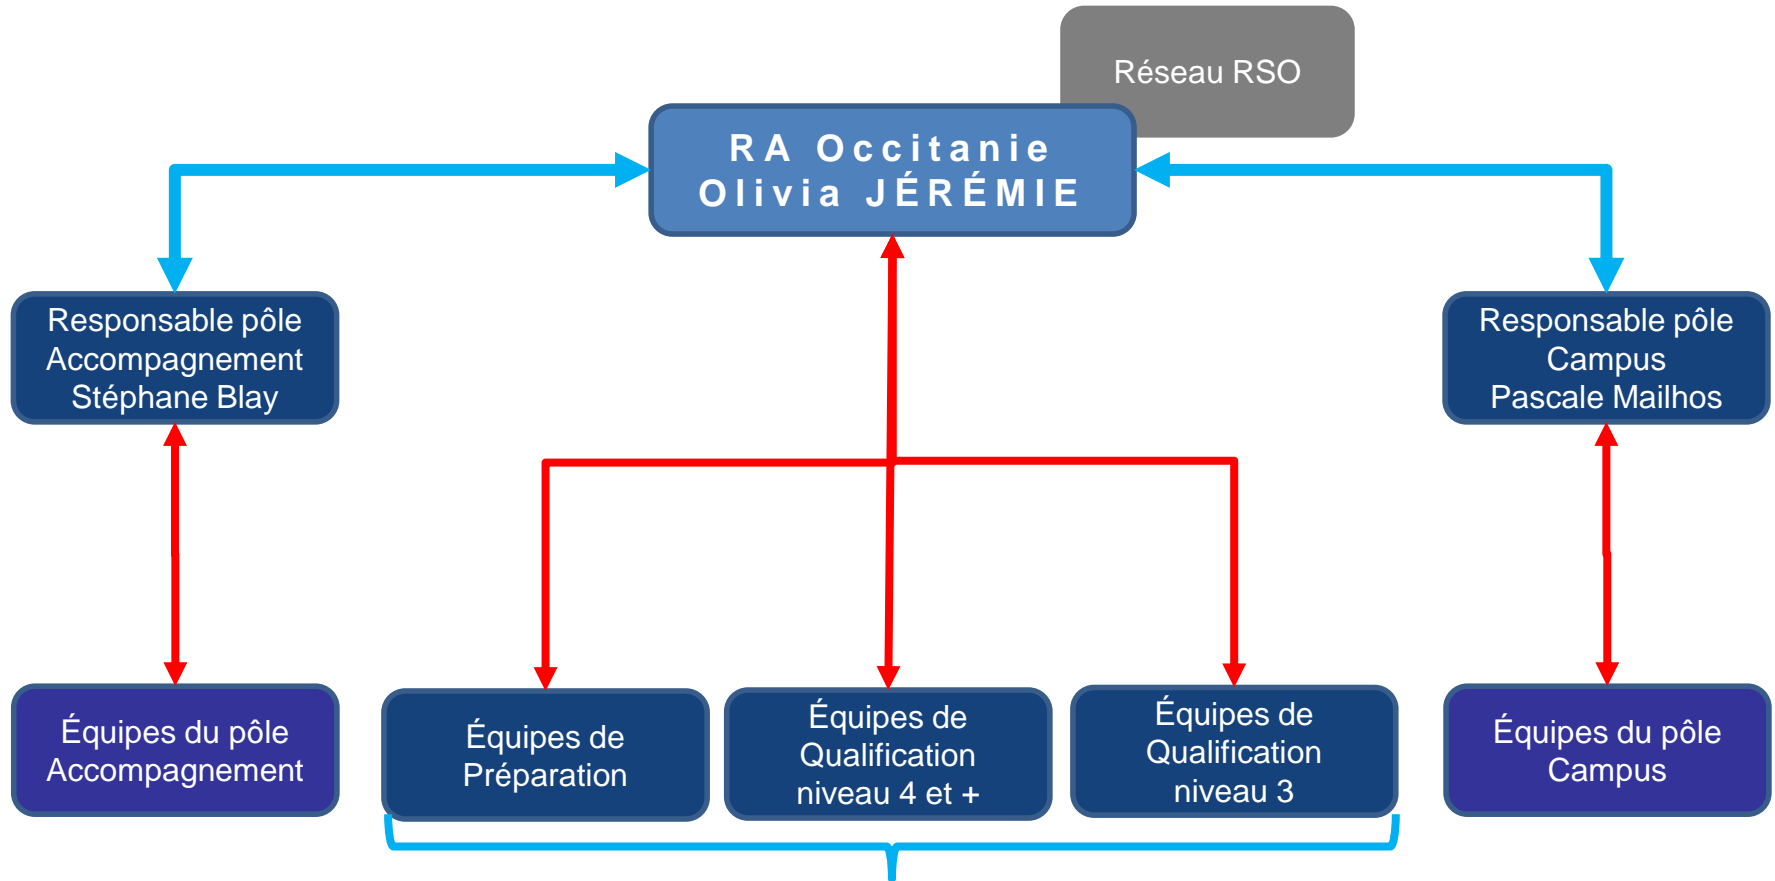 Réseau RSO
RA Occitanie
Olivia JÉRÉMIE
Responsable pôle
Accompagnement
Stéphane Blay
Responsable pôle
Campus
Pascale Mailhos
Équipes du pôle
Accompagnement
Équipes de
Préparation
Équipes de
Qualification
niveau 4 et +
Équipes de
Qualification
niveau 3
Équipes du pôle
Campus